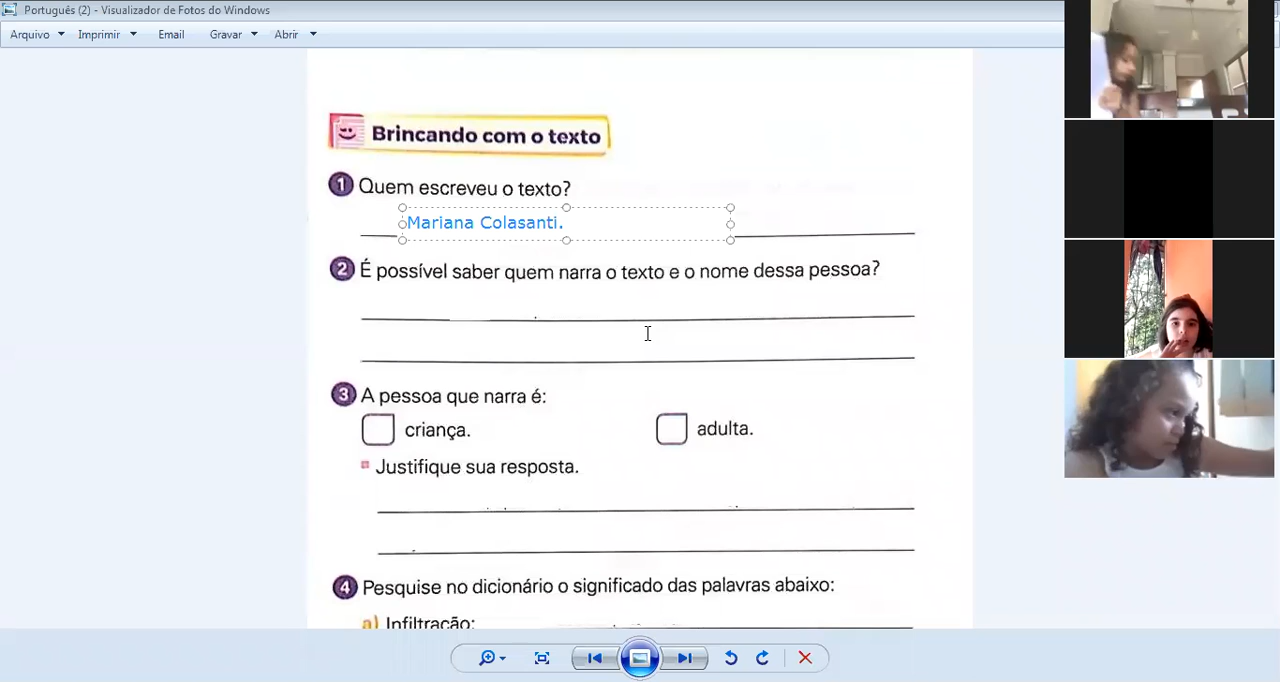 Português (2) - Visualizador de Fotos do Windows
Arquivo Imprimir Email Gravar Abrir
Brincando com o texto
1 Quem escreveu o texto?
Mariana Colasanti.
2 É possível saber quem narra o texto e o nome dessa pessoa?
3 A pessoa que narra é:
criança. adulta.
Justifique sua resposta.
4 Pesquise no dicionário o significado das palavras abaixo:
a) Infiltração: